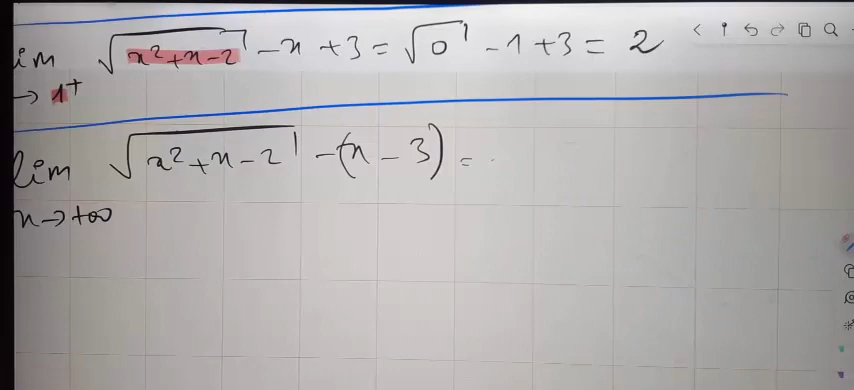 lim √(x²+x-2) - x + 3 = √0 - 1 + 3 = 2
→ 1⁺
lim √(x²+x-2) - (x - 3) =
x → +∞